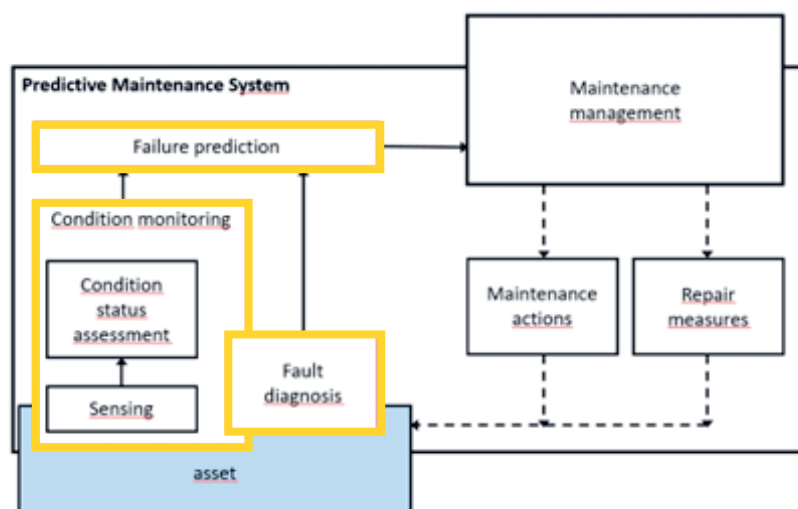 Predictive Maintenance System
Maintenance
management
Failure prediction
Condition monitoring
Condition
status
assessment
Sensing
Fault
diagnosis
Maintenance
actions
Repair
measures
asset